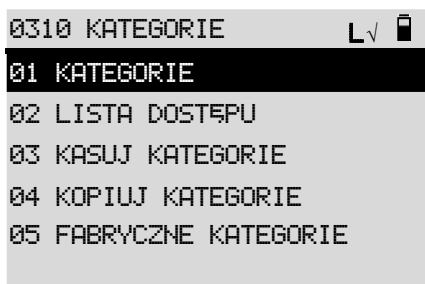 0310 KATEGORIE L√
01 KATEGORIE
02 LISTA DOSTĘPU
03 KASUJ KATEGORIE
04 KOPIUJ KATEGORIE
05 FABRYCZNE KATEGORIE